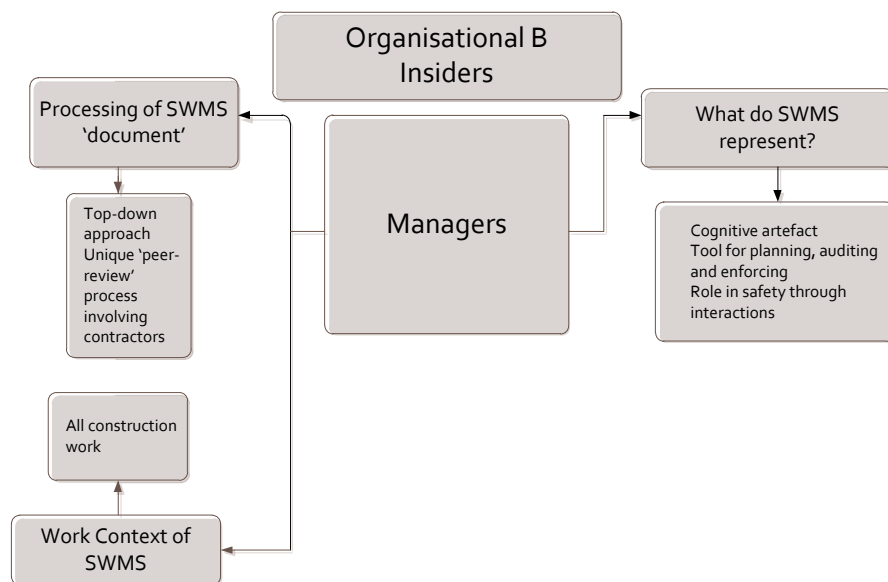 Organisational B
Insiders
Processing of SWMS
‘document’
What do SWMS
represent?
Managers
Top-down
approach
Unique ‘peer-
review’
process
involving
contractors
Cognitive artefact
Tool for planning, auditing
and enforcing
Role in safety through
interactions
All construction
work
Work Context of
SWMS